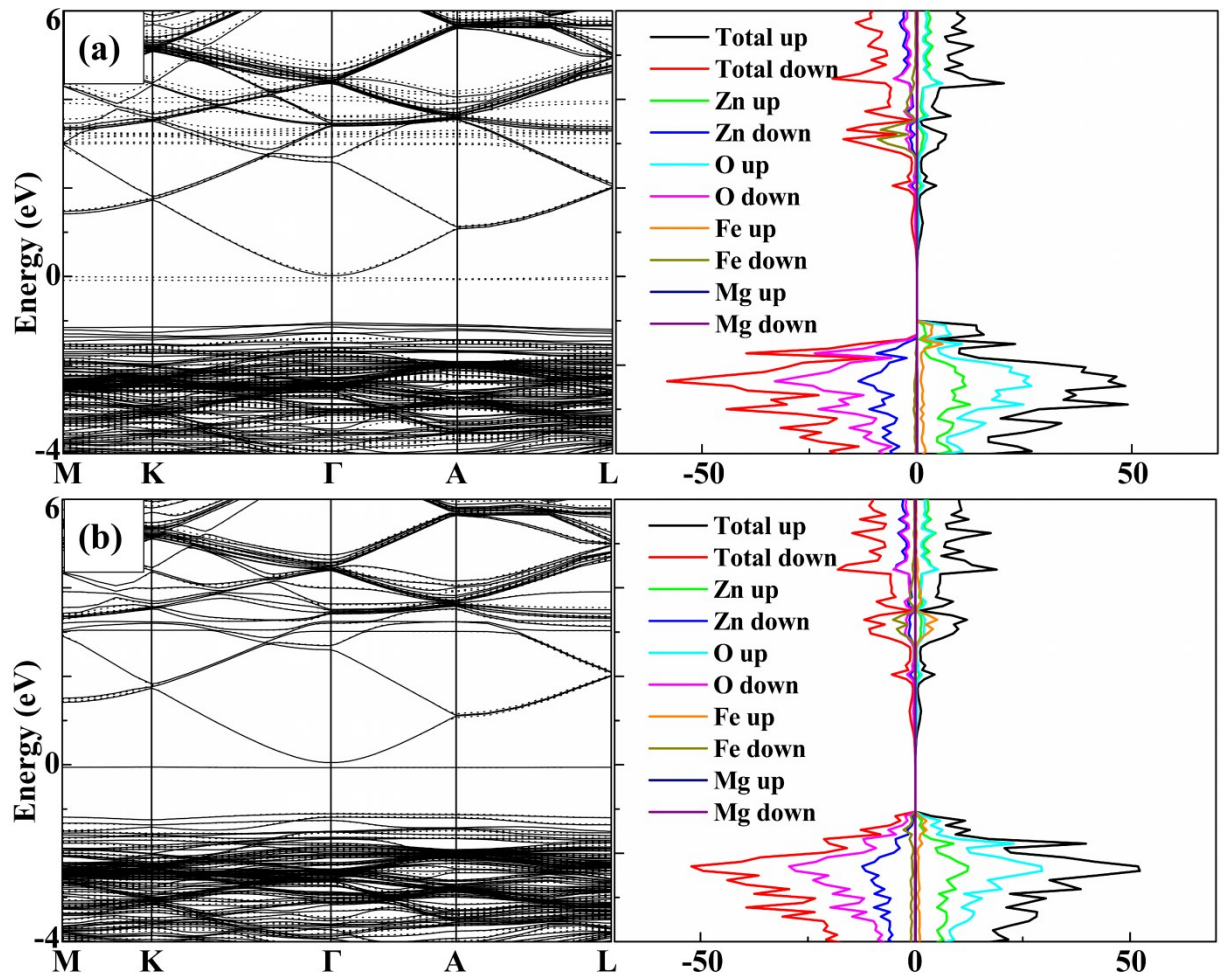 (a)
6
0
-4
Energy (eV)
M K Γ A L
Total up
Total down
Zn up
Zn down
O up
O down
Fe up
Fe down
Mg up
Mg down
-50 0 50
(b)
6
0
-4
Energy (eV)
M K Γ A L
Total up
Total down
Zn up
Zn down
O up
O down
Fe up
Fe down
Mg up
Mg down
-50 0 50